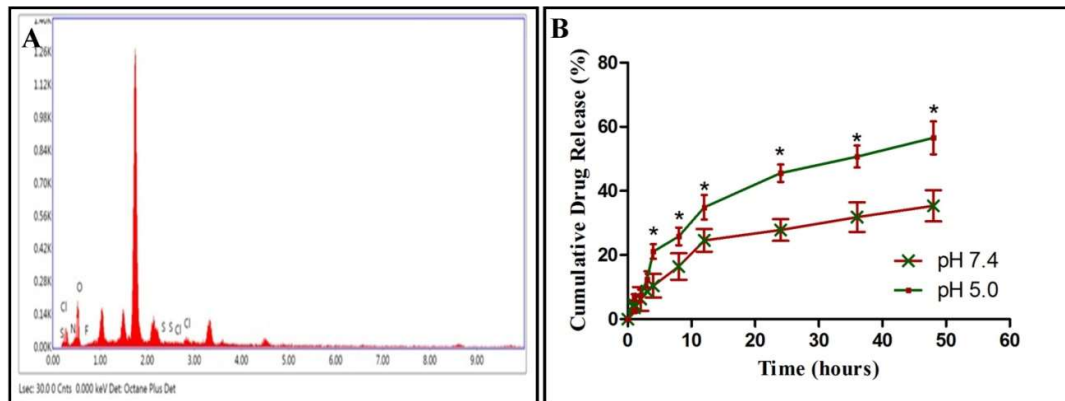 A
1.26K
1.12K
0.98K
0.84K
0.70K
0.56K
0.42K
0.28K
0.14K
0.00K
O
Cl
S
N
F
S S
Cl
Cl
0.00 1.00 2.00 3.00 4.00 5.00 6.00 7.00 8.00 9.00
Lsec: 30.0 0 Cnts 0.000 keV Det: Octane Plus Det
B
Cumulative Drug Release (%)
80
60
40
20
0
* * * * * *
pH 7.4
pH 5.0
0 10 20 30 40 50 60
Time (hours)